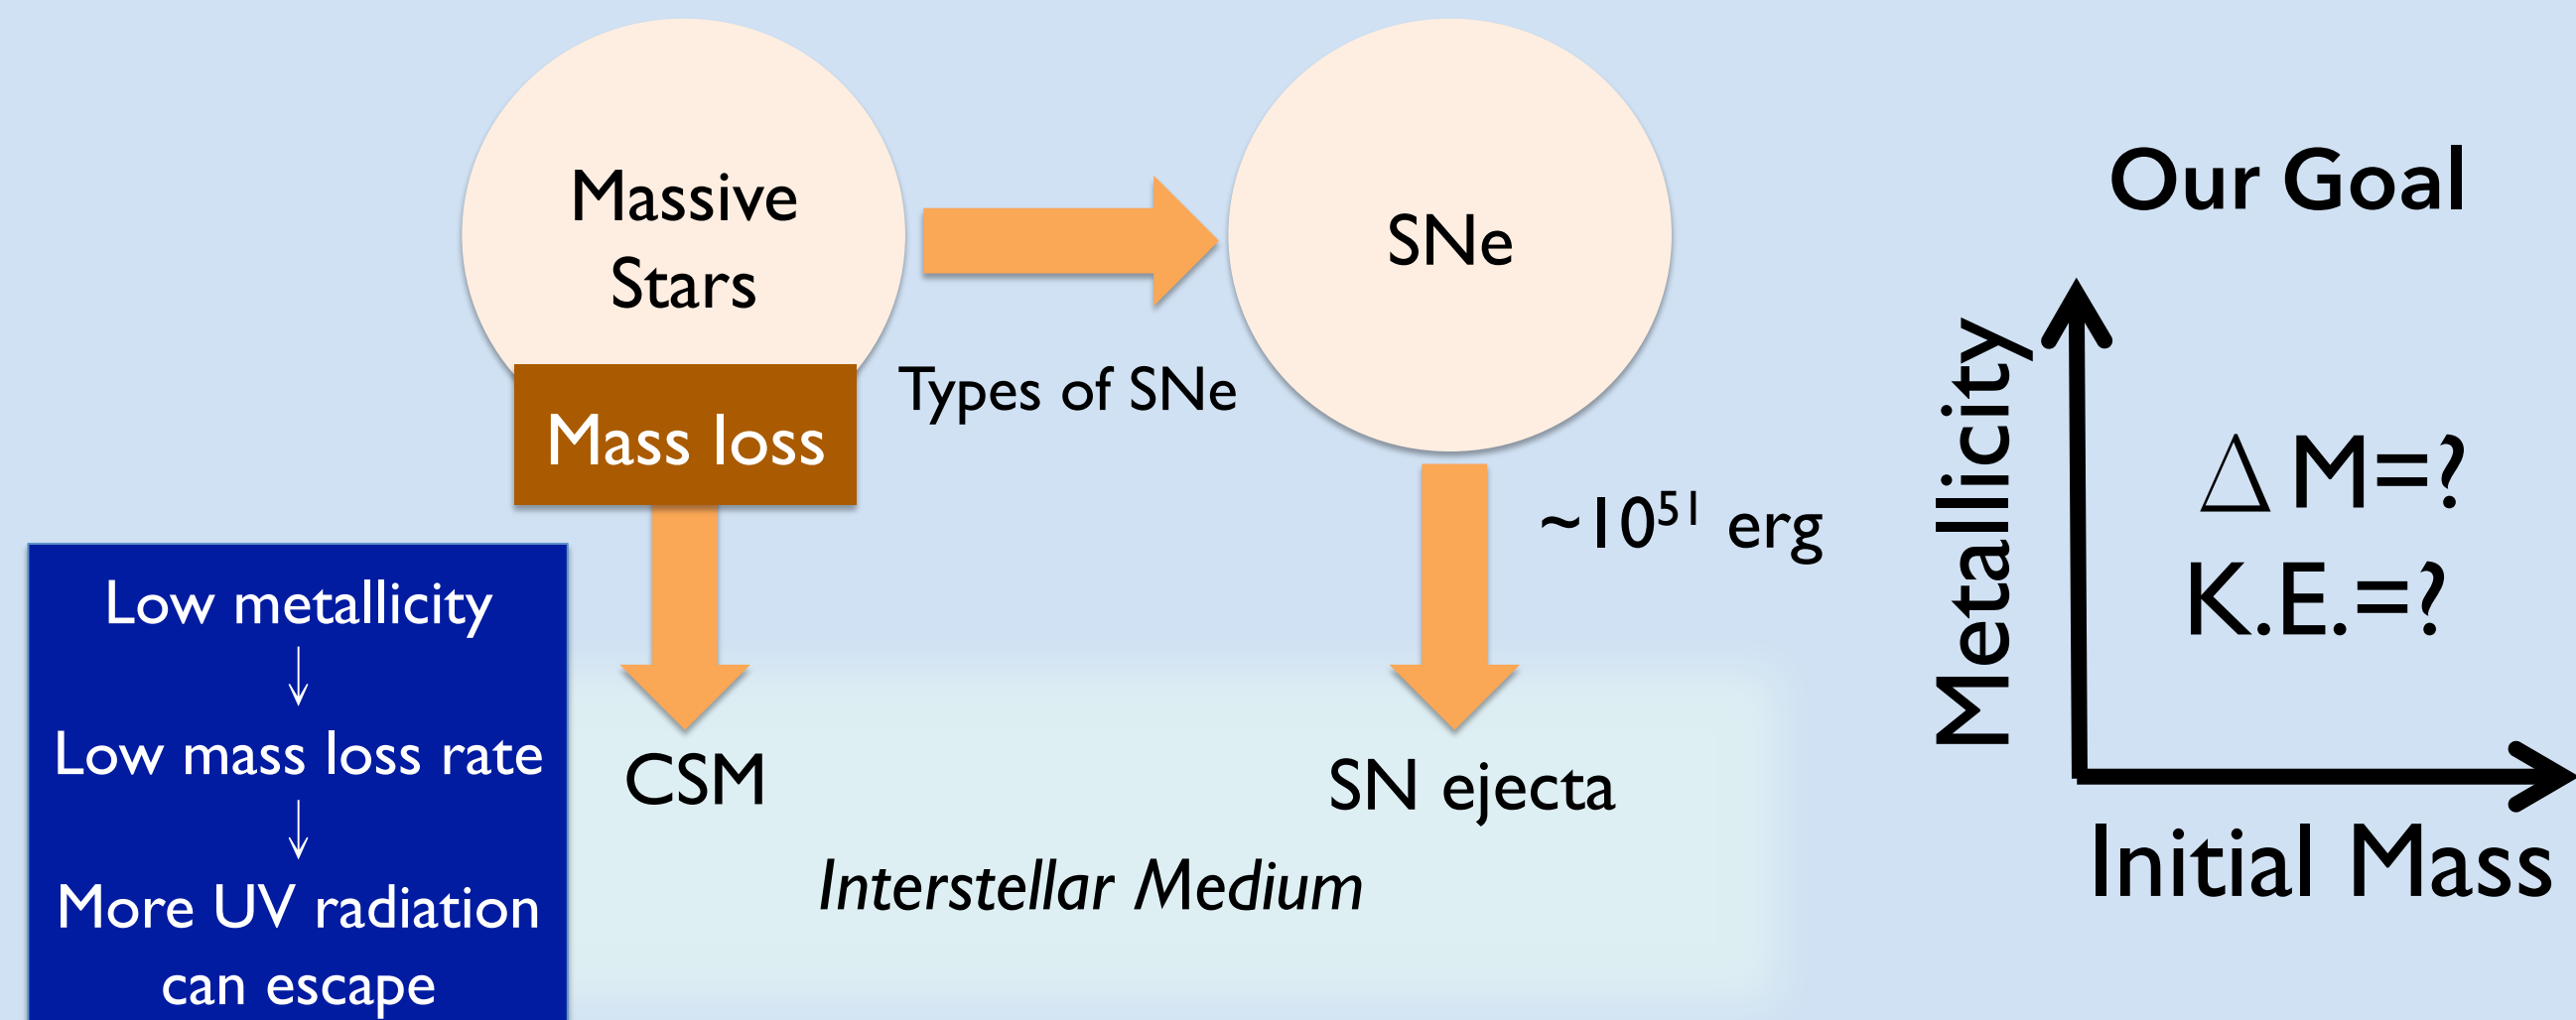 Massive
Stars
Mass loss
Types of SNe
SNe
~10⁵¹ erg
Low metallicity
↓
Low mass loss rate
↓
More UV radiation
can escape
CSM
SN ejecta
Interstellar Medium
Our Goal
Metallicity
Δ M=?
K.E.=?
Initial Mass